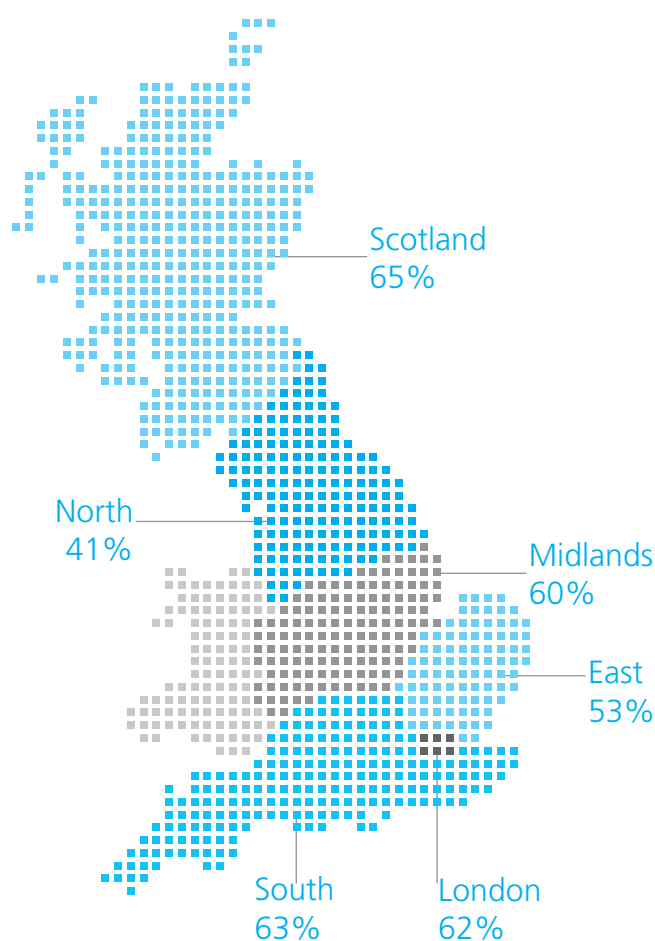 Scotland
65%
North
41%
Midlands
60%
East
53%
South
63%
London
62%